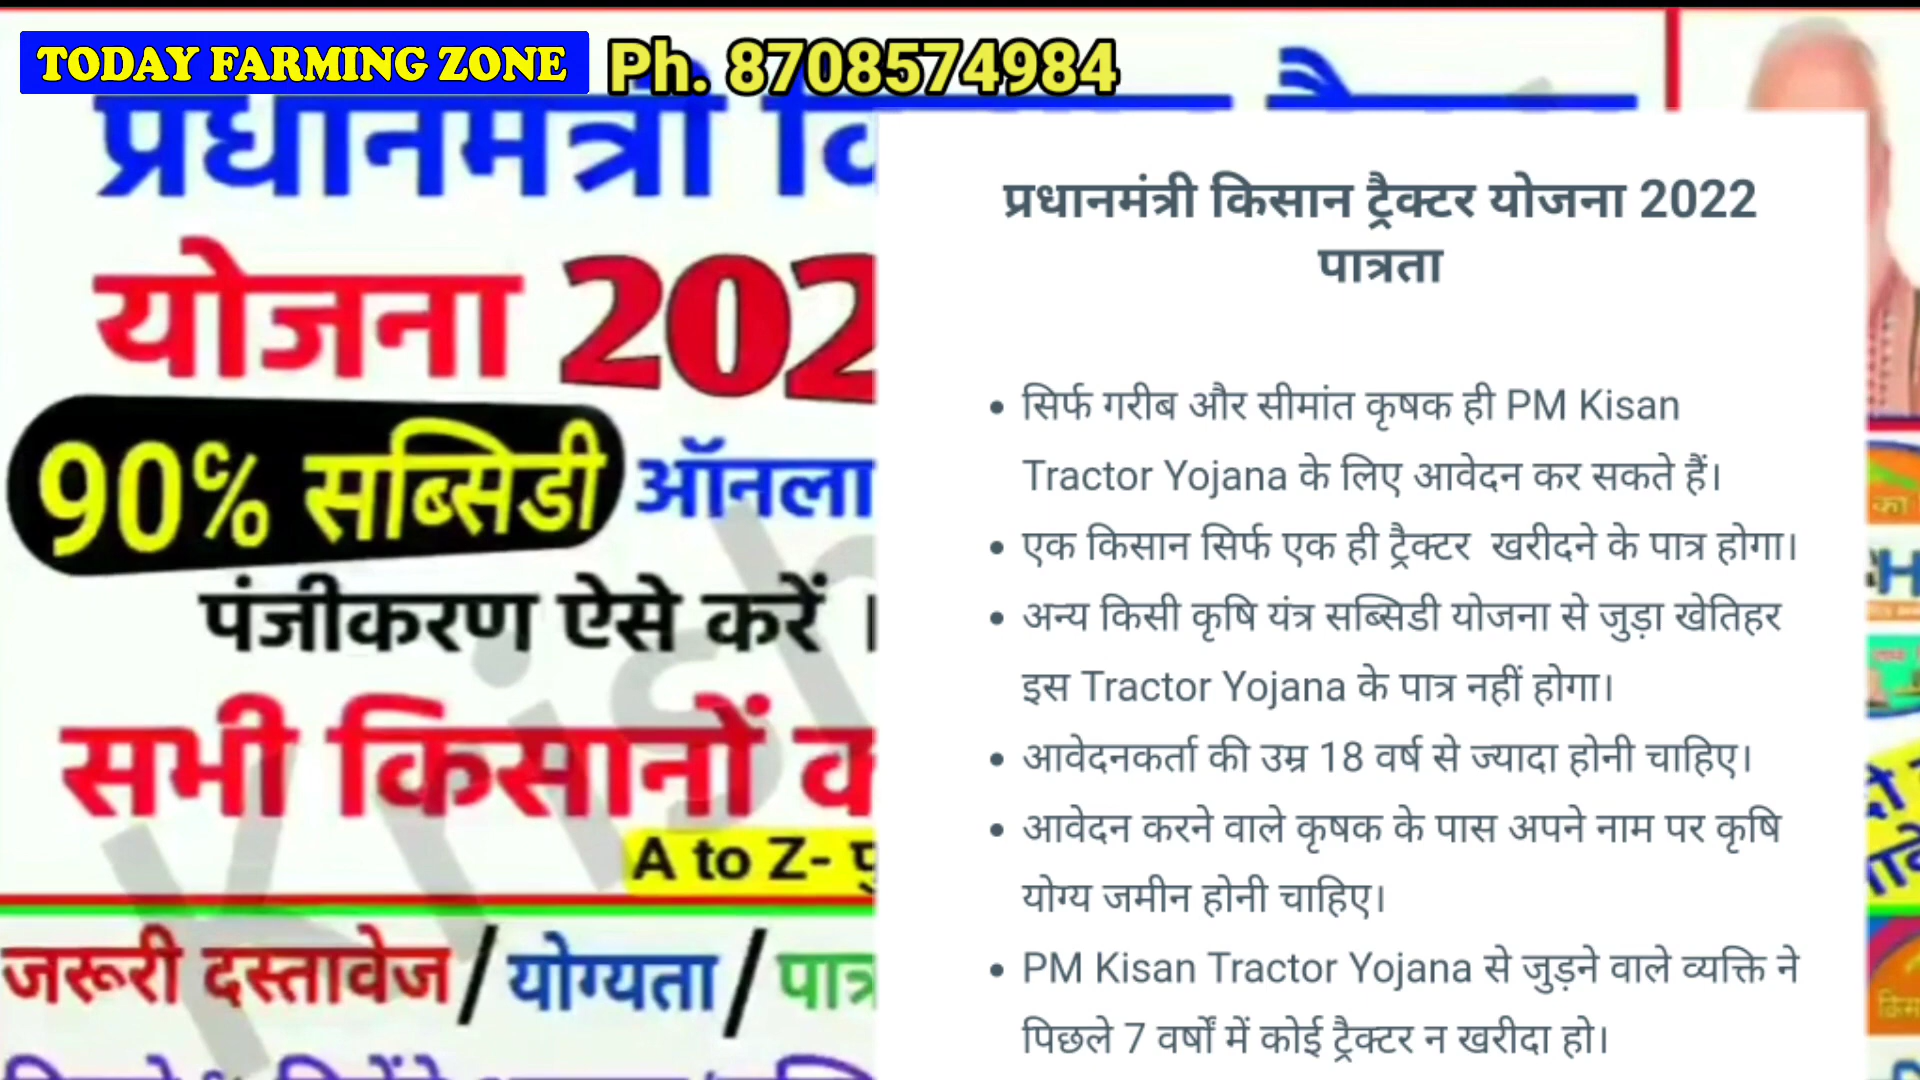 TODAY FARMING ZONE Ph. 8708574984
प्रधानमंत्री
योजना 202
90% सब्सिडी
पंजीकरण ऐसे करें ।
सभी किसानों
A to Z-
जरूरी दस्तावेज / योग्यता /
प्रधानमंत्री किसान ट्रैक्टर योजना 2022
पात्रता
• सिर्फ गरीब और सीमांत कृषक ही PM Kisan
Tractor Yojana के लिए आवेदन कर सकते हैं।
• एक किसान सिर्फ एक ही ट्रैक्टर खरीदने के पात्र होगा।
• अन्य किसी कृषि यंत्र सब्सिडी योजना से जुड़ा खेतिहर
इस Tractor Yojana के पात्र नहीं होगा।
• आवेदनकर्ता की उम्र 18 वर्ष से ज्यादा होनी चाहिए।
• आवेदन करने वाले कृषक के पास अपने नाम पर कृषि
योग्य जमीन होनी चाहिए।
• PM Kisan Tractor Yojana से जुड़ने वाले व्यक्ति ने
पिछले 7 वर्षों में कोई ट्रैक्टर न खरीदा हो।